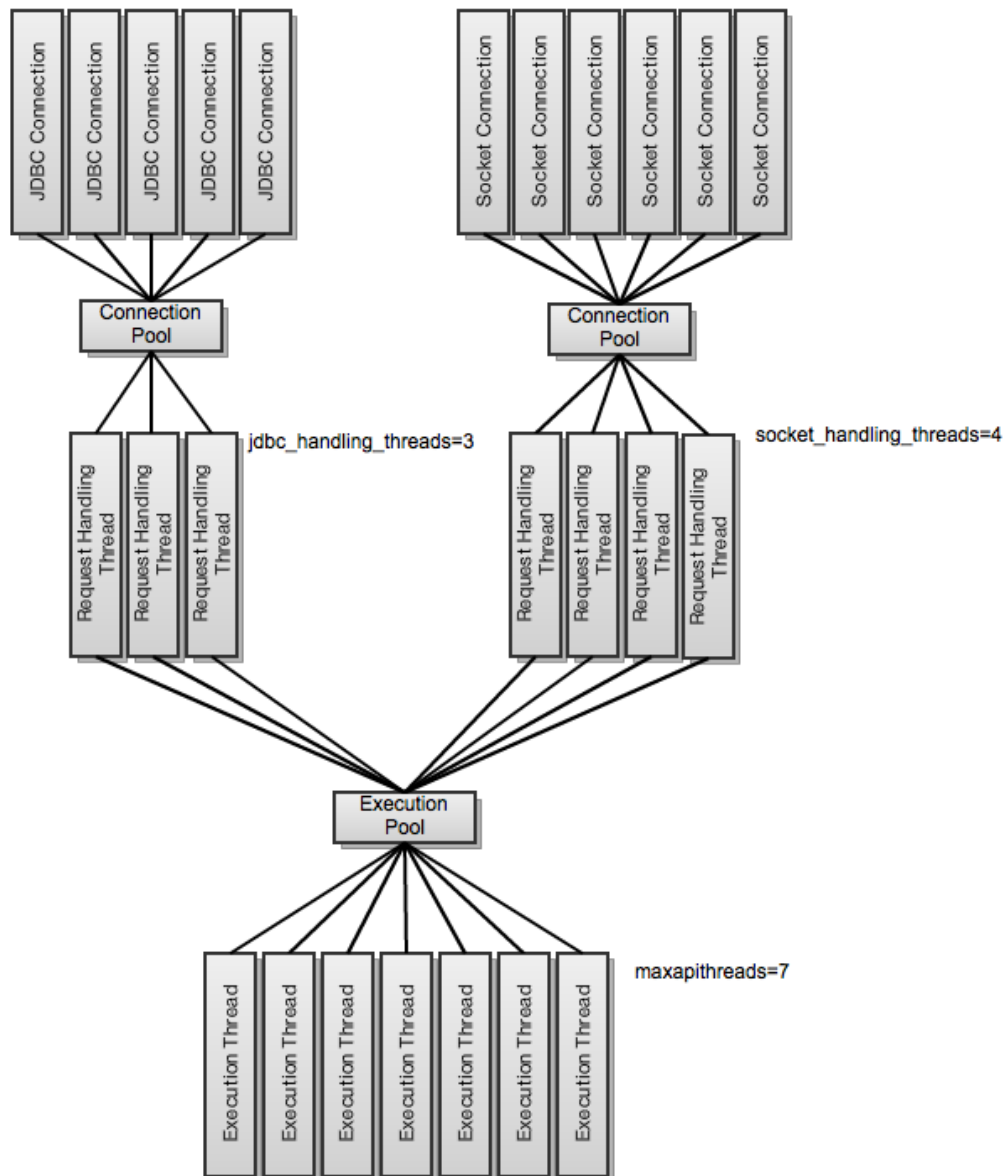 JDBC Connection
JDBC Connection
JDBC Connection
JDBC Connection
JDBC Connection
Socket Connection
Socket Connection
Socket Connection
Socket Connection
Socket Connection
Socket Connection
Connection
Pool
Connection
Pool
Request Handling
Thread
Request Handling
Thread
Request Handling
Thread
jdbc_handling_threads=3
Request Handling
Thread
Request Handling
Thread
Request Handling
Thread
Request Handling
Thread
socket_handling_threads=4
Execution
Pool
Execution Thread
Execution Thread
Execution Thread
Execution Thread
Execution Thread
Execution Thread
Execution Thread
maxapithreads=7